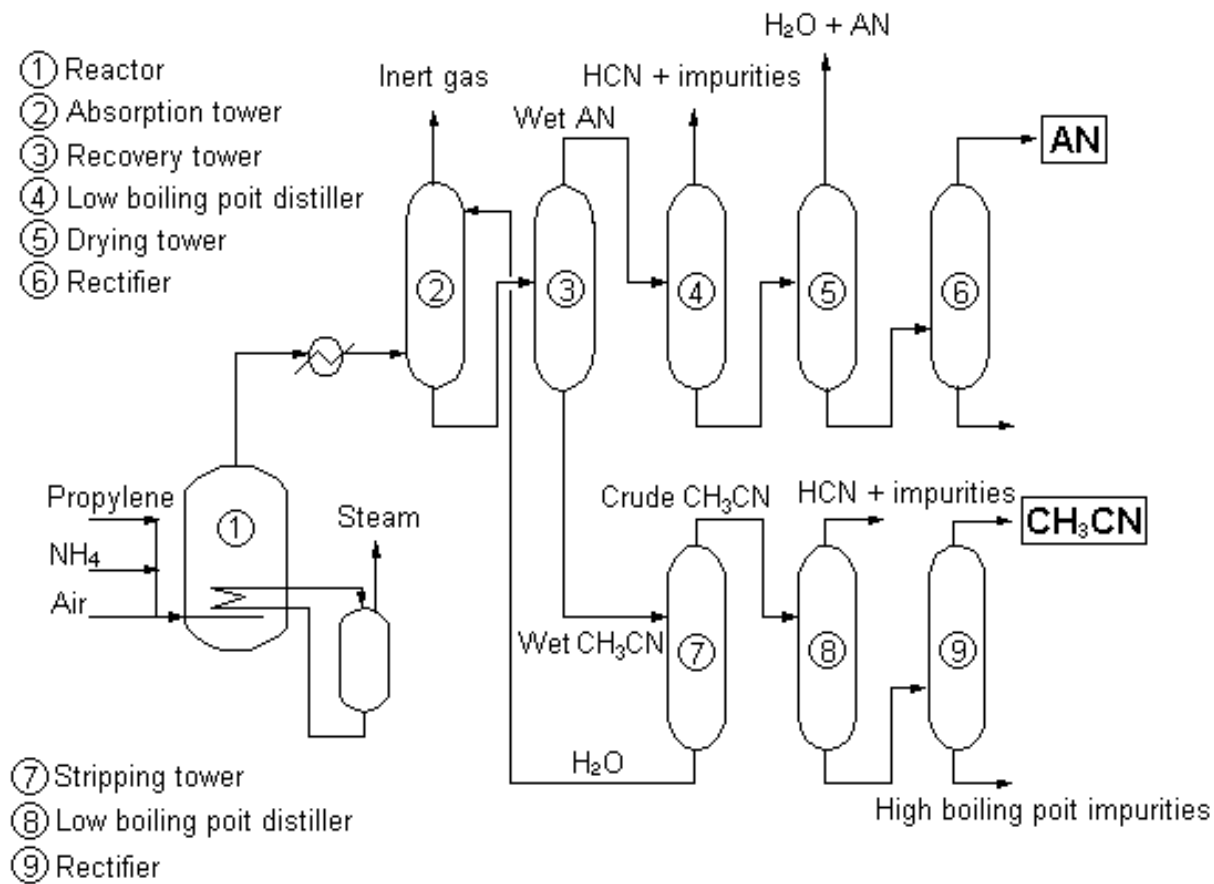 ① Reactor
② Absorption tower
③ Recovery tower
④ Low boiling poit distiller
⑤ Drying tower
⑥ Rectifier
H₂O + AN
Inert gas
HCN + impurities
Wet AN
AN
②
③
④
⑤
⑥
Propylene
NH₄
Air
①
Steam
Crude CH₃CN
HCN + impurities
CH₃CN
Wet CH₃CN
⑦
⑧
⑨
H₂O
High boiling poit impurities
⑦ Stripping tower
⑧ Low boiling poit distiller
⑨ Rectifier